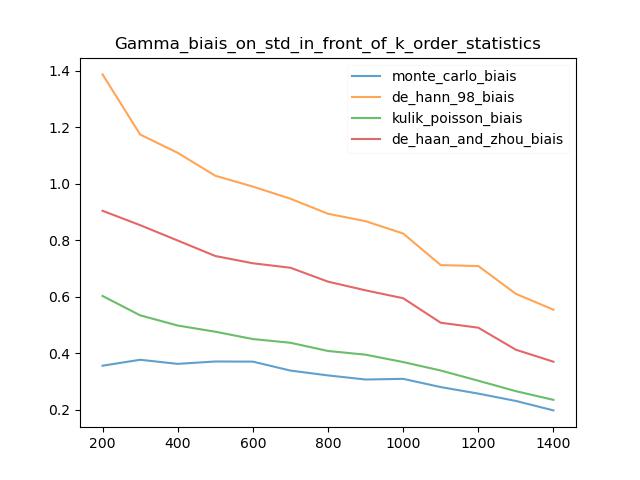 Gamma_biais_on_std_in_front_of_k_order_statistics
1.4
1.2
1.0
0.8
0.6
0.4
0.2
monte_carlo_biais
de_hann_98_biais
kulik_poisson_biais
de_haan_and_zhou_biais
200 400 600 800 1000 1200 1400